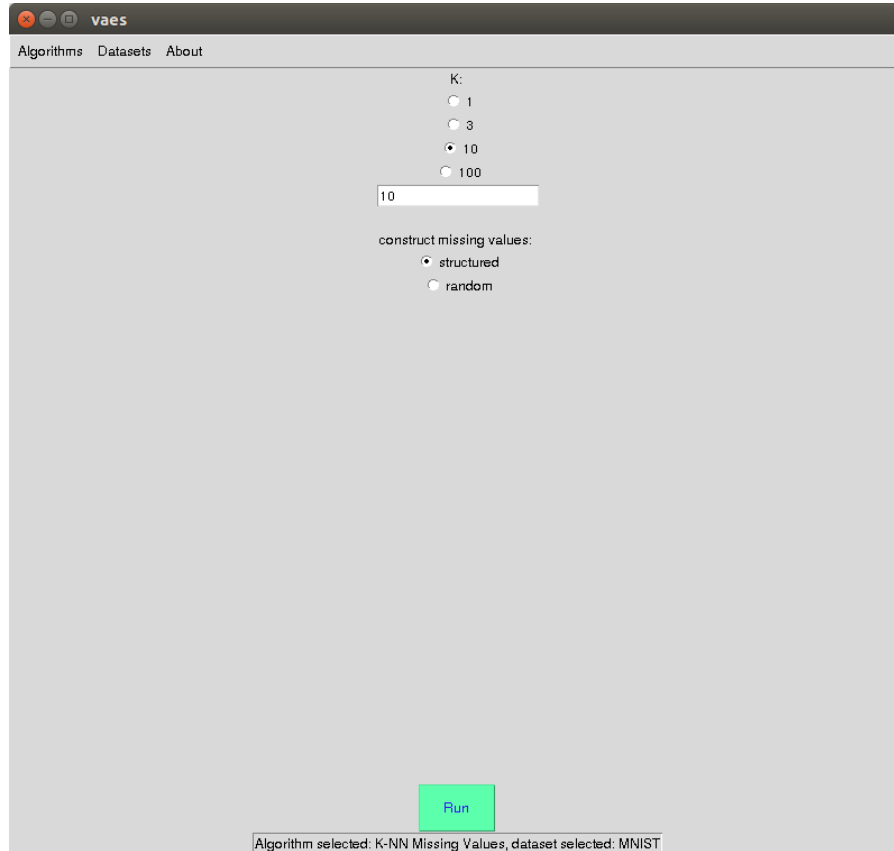 vaes
Algorithms Datasets About
K:
1
3
10
100
10
construct missing values:
structured
random
Run
Algorithm selected: K-NN Missing Values, dataset selected: MNIST